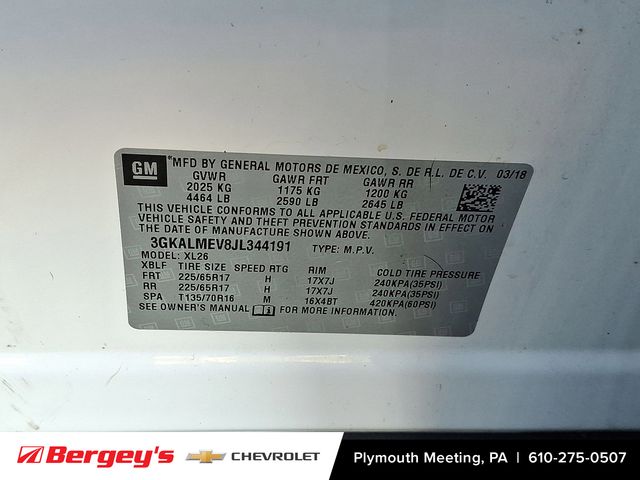 GM
*MFD BY GENERAL MOTORS DE MEXICO, S. DE R.L. DE C.V. 03/18
GVWR GAWR FRT GAWR RR
2025 KG 1175 KG 1200 KG
4464 LB 2590 LB 2645 LB
THIS VEHICLE CONFORMS TO ALL APPLICABLE U.S. FEDERAL MOTOR
VEHICLE SAFETY AND THEFT PREVENTION STANDARDS IN EFFECT ON
THE DATE OF MANUFACTURE SHOWN ABOVE.
3GKALMEV8JL344191 TYPE: M.P.V.
MODEL: XL26
XBLF TIRE SIZE SPEED RTG RIM COLD TIRE PRESSURE
FRT 225/65R17 H 17X7J 240KPA(35PSI)
RR 225/65R17 H 17X7J 240KPA(35PSI)
SPA T135/70R16 M 16X4BT 420KPA(60PSI)
SEE OWNER'S MANUAL FOR MORE INFORMATION.
Bergey's CHEVROLET Plymouth Meeting, PA | 610-275-0507